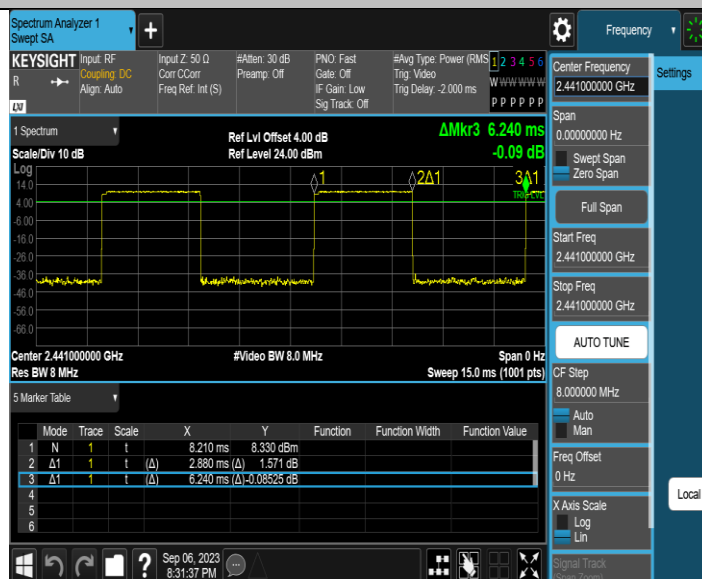 Spectrum Analyzer 1
Swept SA
+
Frequency
KEYSIGHT
R
LXI
Input: RF
Coupling: DC
Align: Auto
Input Z: 50 Ω
Corr CCorr
Freq Ref: Int (S)
#Atten: 30 dB
Preamp: Off
PNO: Fast
Gate: Off
IF Gain: Low
Sig Track: Off
#Avg Type: Power (RMS
Trig: Video
Trig Delay: -2.000 ms
1 2 3 4 5 6
W W W W W W
P P P P P P
1 Spectrum
Scale/Div 10 dB
Ref Lvl Offset 4.00 dB
Ref Level 24.00 dBm
ΔMkr3 6.240 ms
-0.09 dB
Log
14.0
4.00
-6.00
-16.0
-26.0
-36.0
-46.0
-56.0
-66.0
1
2Δ1
3Δ1
TRIG LVL
Center 2.441000000 GHz
Res BW 8 MHz
#Video BW 8.0 MHz
Span 0 Hz
Sweep 15.0 ms (1001 pts)
5 Marker Table
Mode Trace Scale X Y Function Function Width Function Value
1 N 1 t 8.210 ms 8.330 dBm
2 Δ1 1 t (Δ) 2.880 ms (Δ) 1.571 dB
3 Δ1 1 t (Δ) 6.240 ms (Δ) -0.08525 dB
4
5
6
?
Sep 06, 2023
8:31:37 PM
Center Frequency
2.441000000 GHz
Span
0.00000000 Hz
Swept Span
Zero Span
Full Span
Start Freq
2.441000000 GHz
Stop Freq
2.441000000 GHz
AUTO TUNE
CF Step
8.000000 MHz
Auto
Man
Freq Offset
0 Hz
X Axis Scale
Log
Lin
Signal Track
(Span Zoom)
Settings
Local